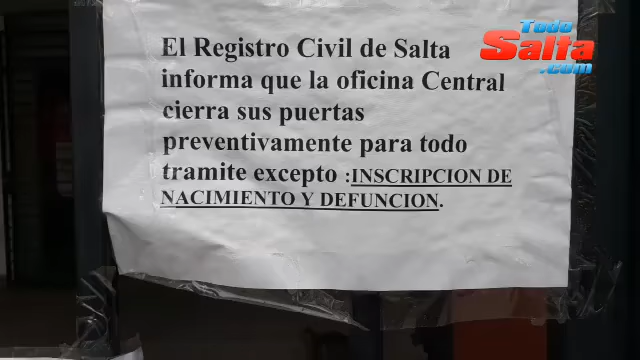 El Registro Civil de Salta
informa que la oficina Central
cierra sus puertas
preventivamente para todo
tramite excepto :INSCRIPCION DE
NACIMIENTO Y DEFUNCION.
Todo
Salta
.com